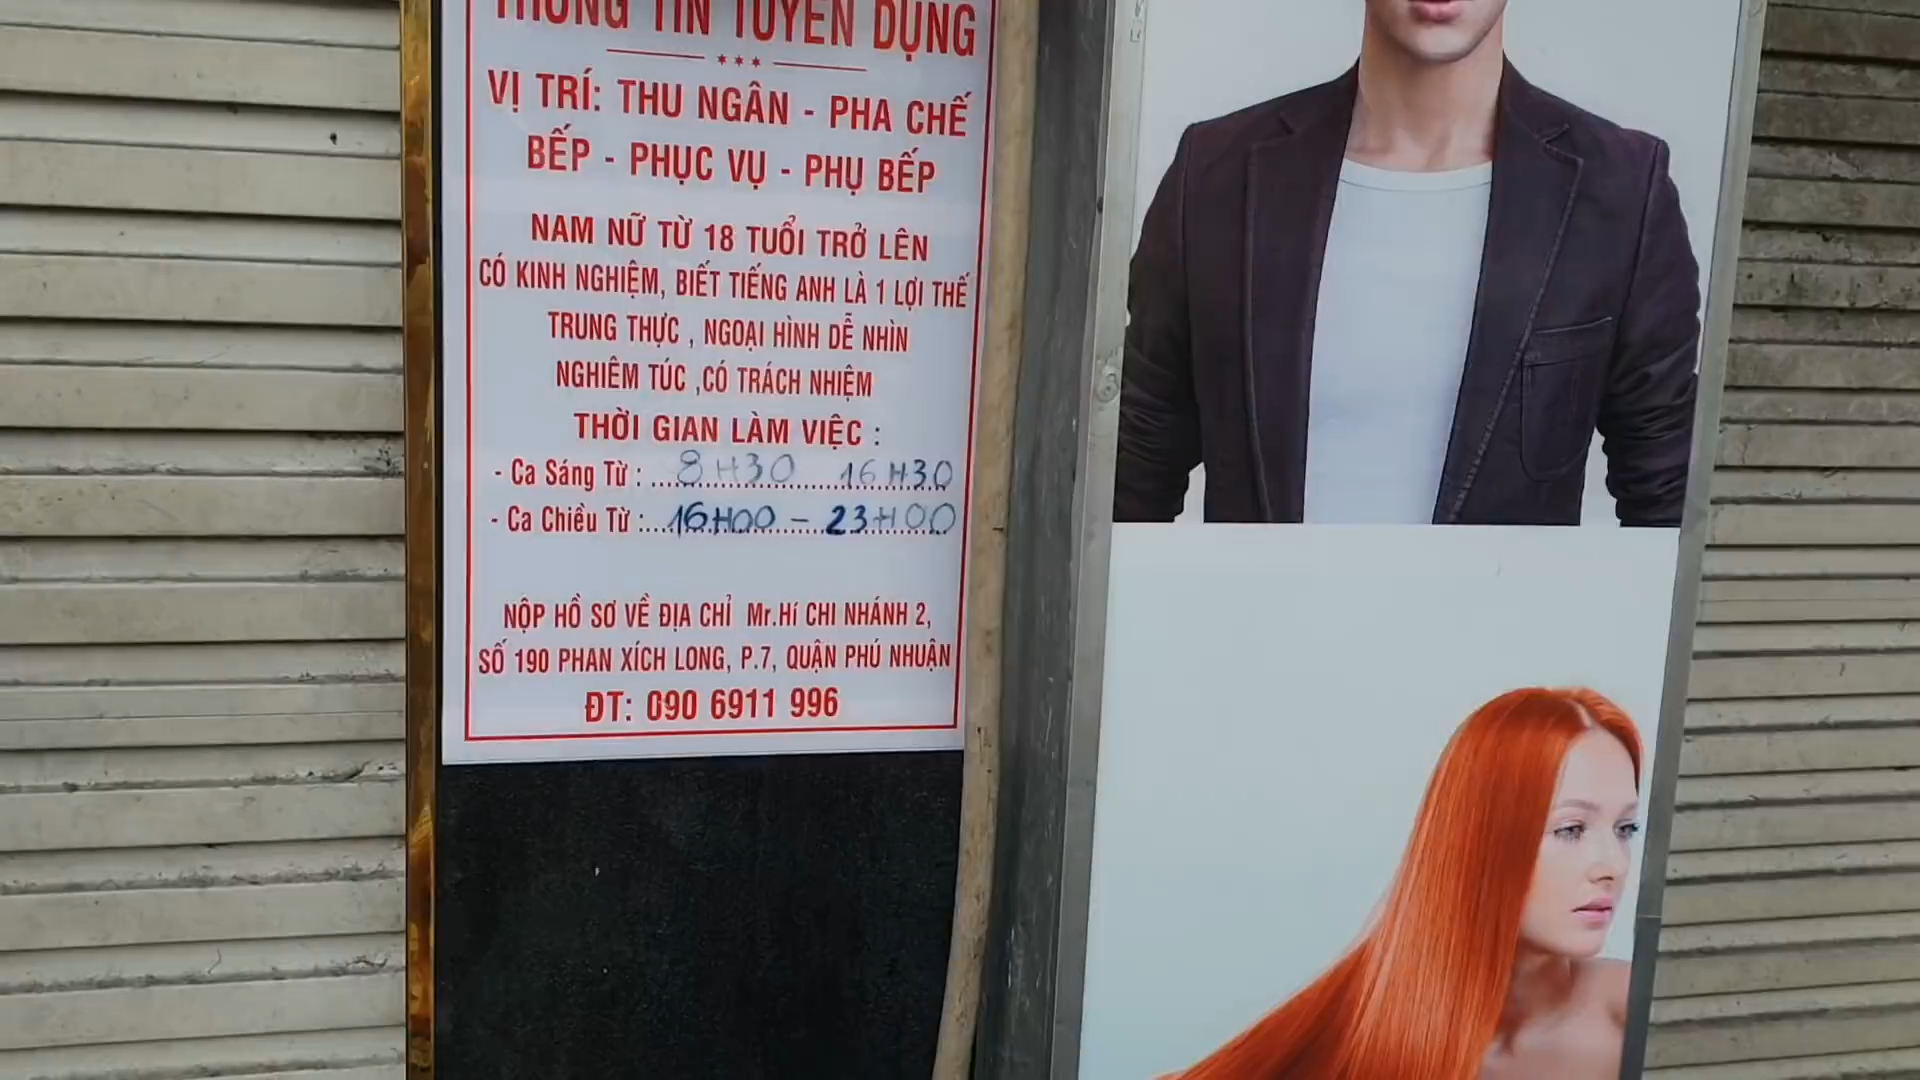 THÔNG TIN TUYỂN DỤNG
VỊ TRÍ: THU NGÂN - PHA CHẾ
BẾP - PHỤC VỤ - PHỤ BẾP
NAM NỮ TỪ 18 TUỔI TRỞ LÊN
CÓ KINH NGHIỆM, BIẾT TIẾNG ANH LÀ 1 LỢI THẾ
TRUNG THỰC , NGOẠI HÌNH DỄ NHÌN
NGHIÊM TÚC ,CÓ TRÁCH NHIỆM
THỜI GIAN LÀM VIỆC :
- Ca Sáng Từ : 8H30 16H30
- Ca Chiều Từ : 16H00 - 23H00
NỘP HỒ SƠ VỀ ĐỊA CHỈ Mr.Hí CHI NHÁNH 2,
SỐ 190 PHAN XÍCH LONG, P.7, QUẬN PHÚ NHUẬN
ĐT: 090 6911 996